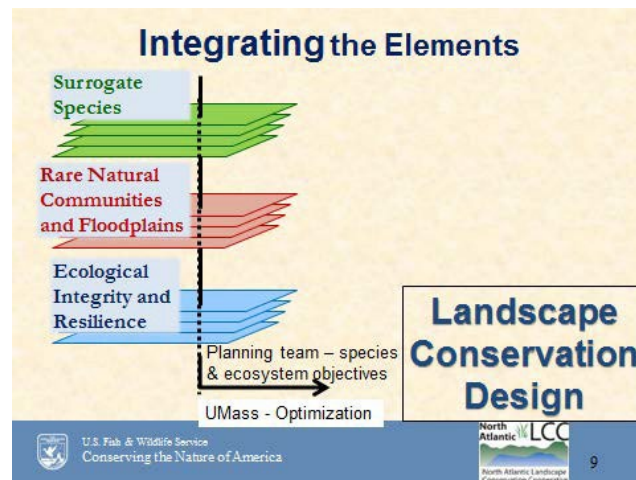 Integrating the Elements
Surrogate
Species
Rare Natural
Communities
and Floodplains
Ecological
Integrity and
Resilience
Planning team – species
& ecosystem objectives
UMass - Optimization
Landscape
Conservation
Design
U.S. Fish & Wildlife Service
Conserving the Nature of America
North
Atlantic LCC
North Atlantic Landscape
Conservation Cooperative
9